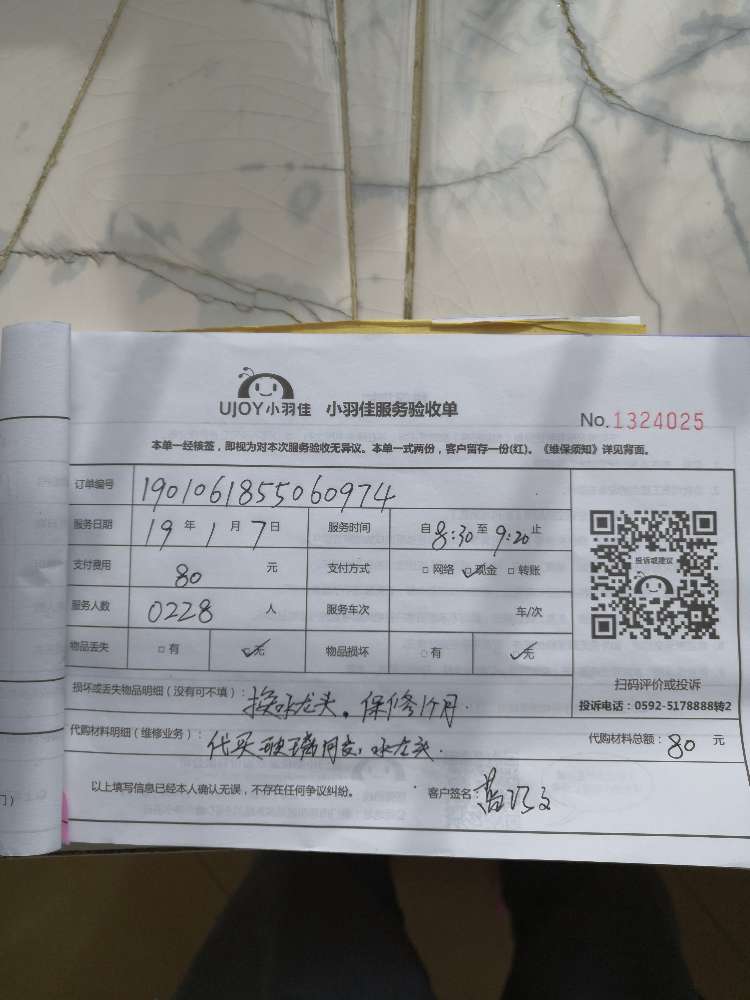 UJOY小羽佳 小羽佳服务验收单
No.1324025
本单一经核签，即视为对本次服务验收无异议。本单一式两份，客户留存一份(红)。《维保须知》详见背面。
订单编号 1901061855060974
服务日期 19 年 1 月 7 日 服务时间 自 8:30 至 9:20 止
支付费用 80 元 支付方式 □ 网络 ☑ 现金 □ 转账
服务人数 0228 人 服务车次 车/次
物品丢失 □ 有 ☑ 无 物品损坏 □ 有 ☑ 无
投诉或建议
扫码评价或投诉
投诉电话：0592-5178888转2
损坏或丢失物品明细（没有可不填）：换水龙头。保修1个月.
代购材料明细（维修业务）：代买玻璃胶，水龙头. 代购材料总额：80 元
以上填写信息已经本人确认无误，不存在任何争议纠纷。 客户签名：
门）